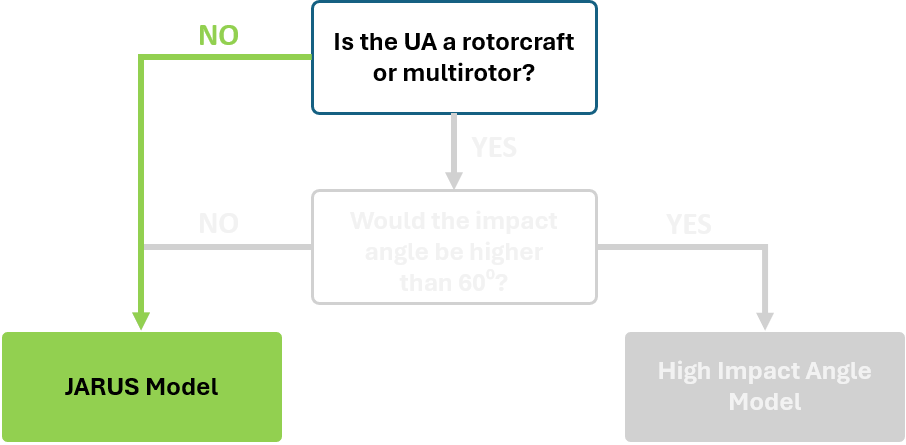 NO
Is the UA a rotorcraft
or multirotor?
YES
NO
Would the impact
angle be higher
than 60⁰?
YES
JARUS Model
High Impact Angle
Model